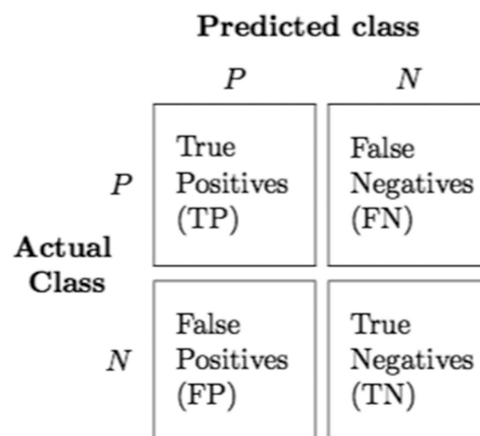 Predicted class
P N
True False
P Positives Negatives
(TP) (FN)
Actual
Class
False True
N Positives Negatives
(FP) (TN)